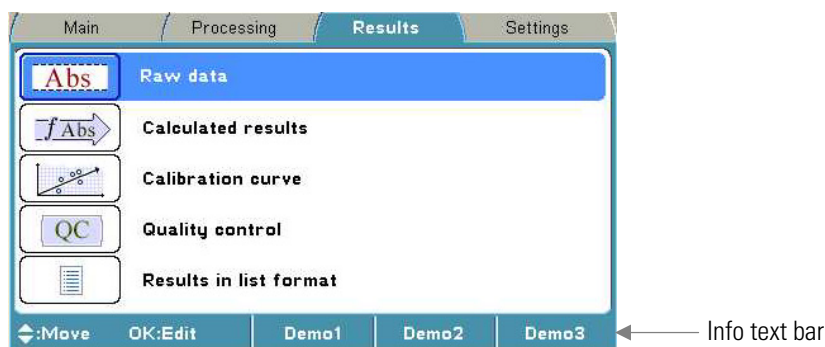 Main Processing Results Settings
Abs Raw data
f Abs Calculated results
Calibration curve
QC Quality control
Results in list format
:Move OK:Edit Demo1 Demo2 Demo3 Info text bar